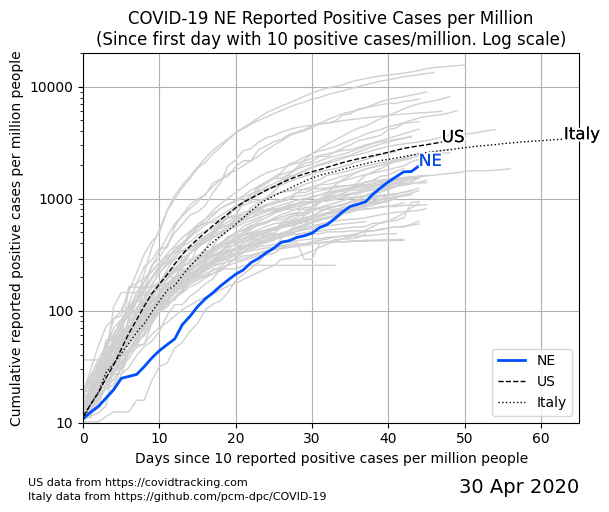 COVID-19 NE Reported Positive Cases per Million
(Since first day with 10 positive cases/million. Log scale)
Cumulative reported positive cases per million people
10000
1000
100
10
US
Italy
NE
NE
US
Italy
0
10
20
30
40
50
60
Days since 10 reported positive cases per million people
US data from https://covidtracking.com
Italy data from https://github.com/pcm-dpc/COVID-19
30 Apr 2020